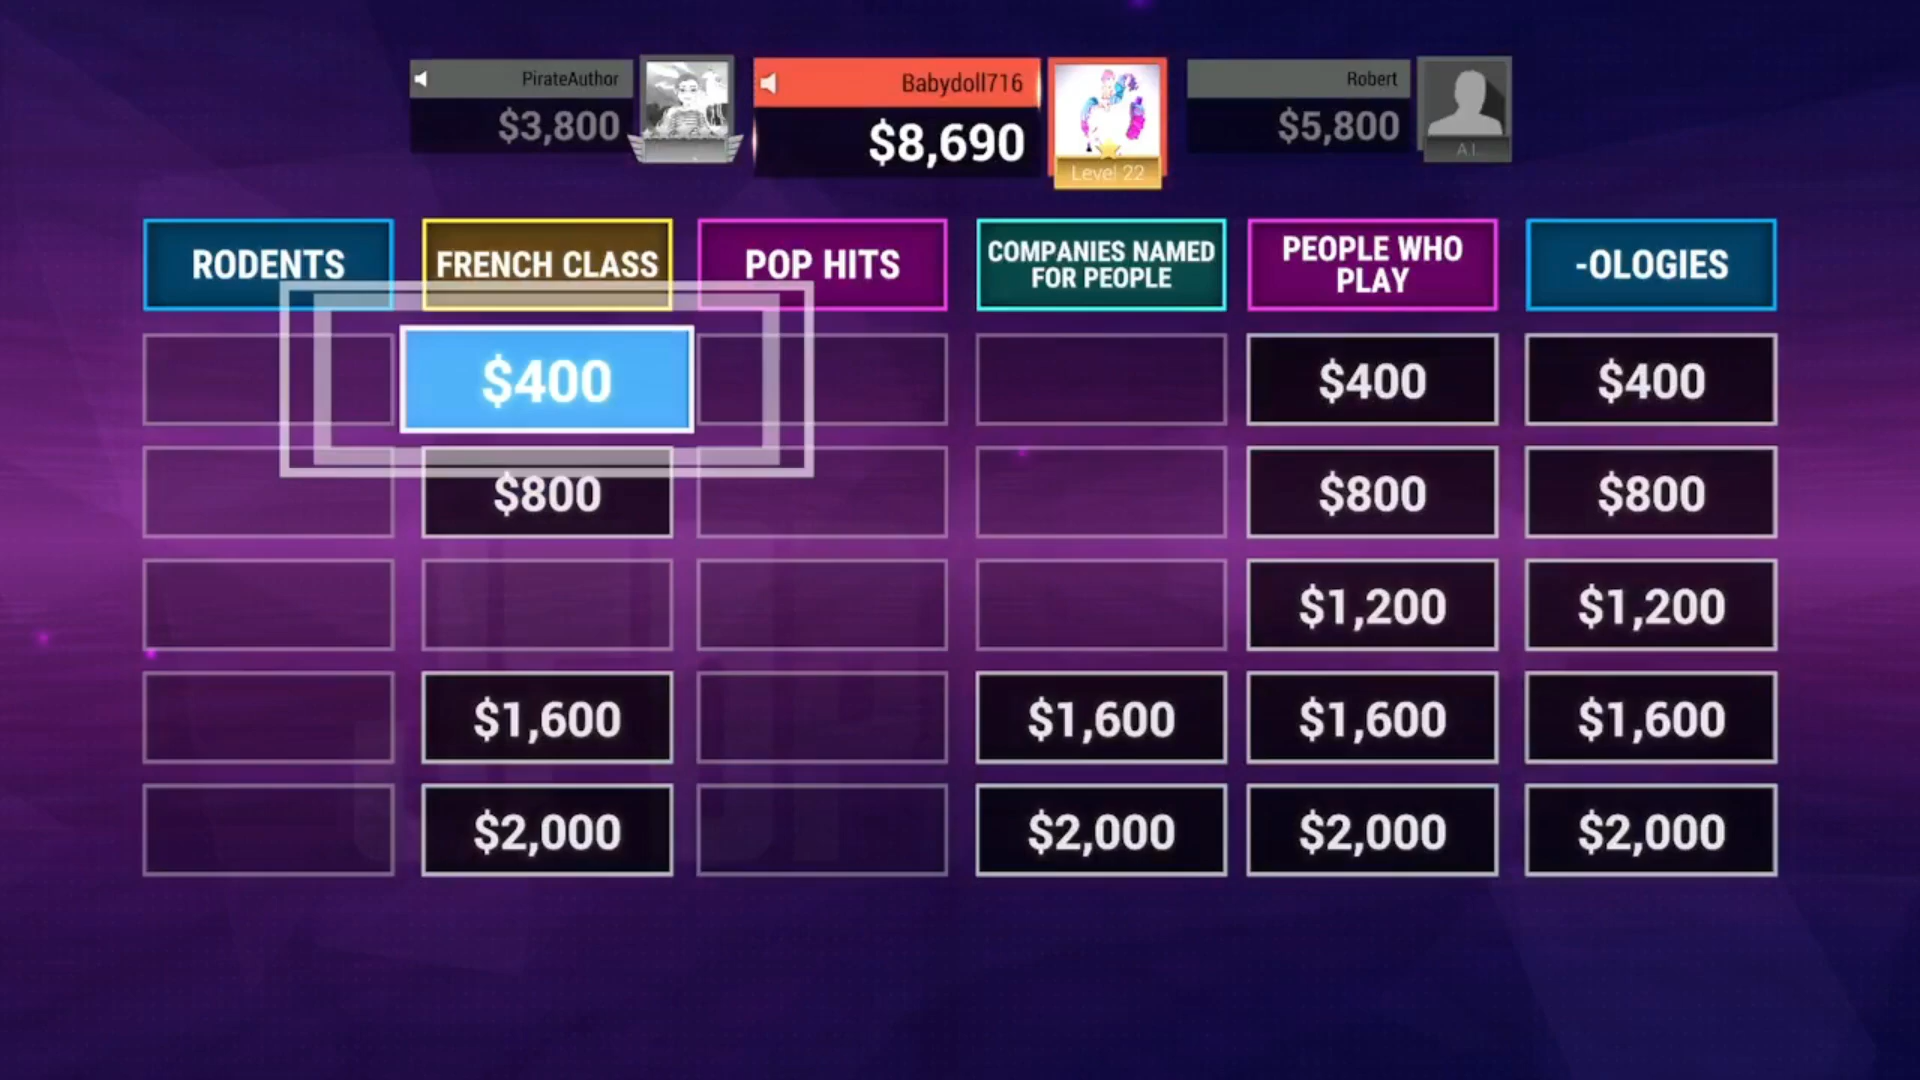 PirateAuthor
$3,800
Babydoll716
$8,690
Level 22
Robert
$5,800
A.I.
RODENTS
FRENCH CLASS
POP HITS
COMPANIES NAMED
FOR PEOPLE
PEOPLE WHO
PLAY
-OLOGIES
$400
$400
$400
$800
$800
$800
$1,200
$1,200
$1,600
$1,600
$1,600
$1,600
$2,000
$2,000
$2,000
$2,000